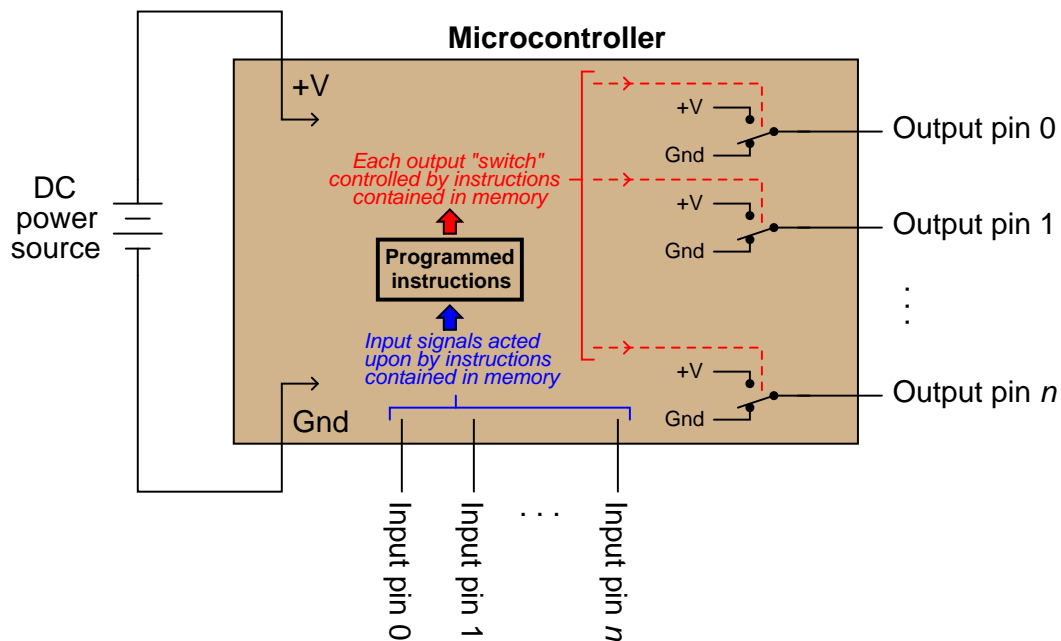 Microcontroller
+V
DC
power
source
Each output "switch"
controlled by instructions
contained in memory
Programmed
instructions
Input signals acted
upon by instructions
contained in memory
Gnd
+V
Gnd
Output pin 0
+V
Gnd
Output pin 1
. . .
+V
Gnd
Output pin n
Input pin 0
Input pin 1
. . .
Input pin n